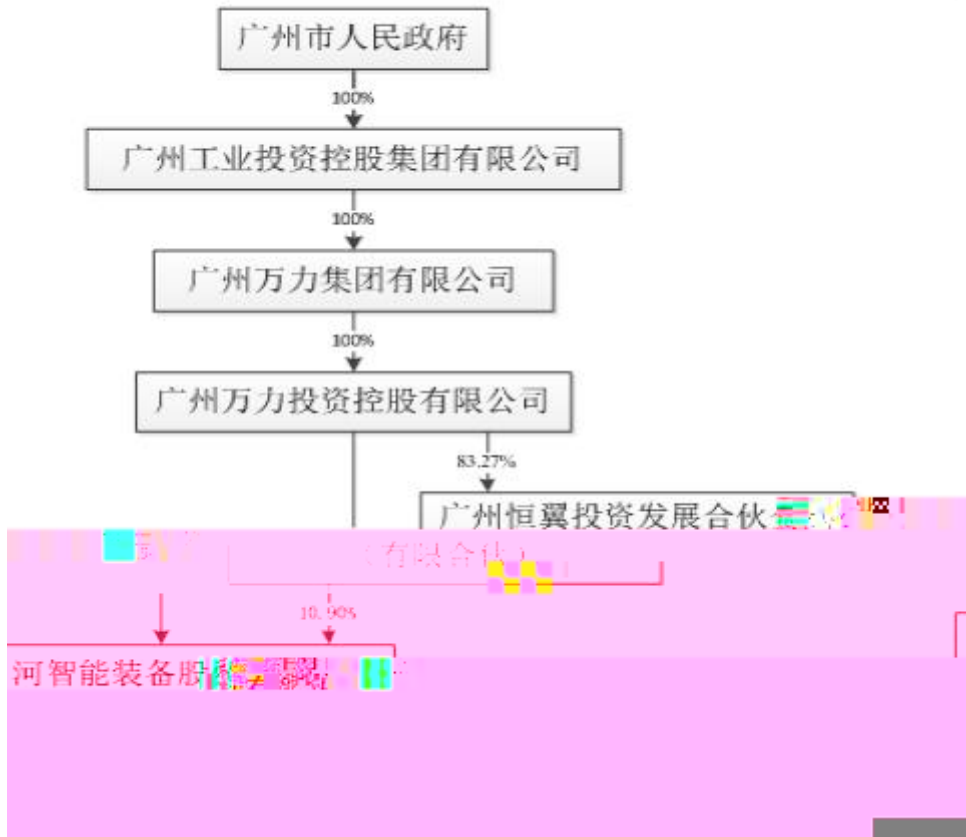 广州市人民政府
100%
广州工业投资控股集团有限公司
100%
广州万力集团有限公司
100%
广州万力投资控股有限公司
83.27%
广州恒翼投资发展合伙
（有限合伙）
10.90%
河智能装备股